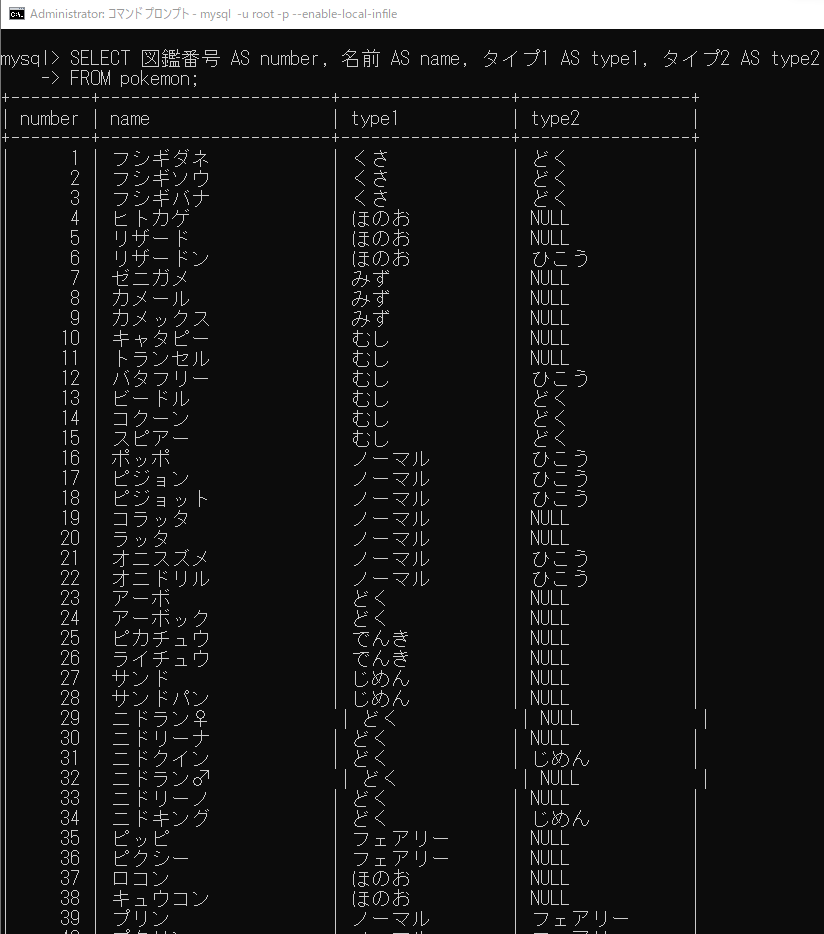 Administrator: コマンド プロンプト - mysql -u root -p --enable-local-infile
mysql> SELECT 図鑑番号 AS number, 名前 AS name, タイプ1 AS type1, タイプ2 AS type2
-> FROM pokemon;
+--------+------------------------+------------------+------------------+
| number | name | type1 | type2 |
+--------+------------------------+------------------+------------------+
| 1 | フシギダネ | くさ | どく |
| 2 | フシギソウ | くさ | どく |
| 3 | フシギバナ | くさ | どく |
| 4 | ヒトカゲ | ほのお | NULL |
| 5 | リザード | ほのお | NULL |
| 6 | リザードン | ほのお | ひこう |
| 7 | ゼニガメ | みず | NULL |
| 8 | カメール | みず | NULL |
| 9 | カメックス | みず | NULL |
| 10 | キャタピー | むし | NULL |
| 11 | トランセル | むし | NULL |
| 12 | バタフリー | むし | ひこう |
| 13 | ビードル | むし | どく |
| 14 | コクーン | むし | どく |
| 15 | スピアー | むし | どく |
| 16 | ポッポ | ノーマル | ひこう |
| 17 | ピジョン | ノーマル | ひこう |
| 18 | ピジョット | ノーマル | ひこう |
| 19 | コラッタ | ノーマル | NULL |
| 20 | ラッタ | ノーマル | NULL |
| 21 | オニスズメ | ノーマル | ひこう |
| 22 | オニドリル | ノーマル | ひこう |
| 23 | アーボ | どく | NULL |
| 24 | アーボック | どく | NULL |
| 25 | ピカチュウ | でんき | NULL |
| 26 | ライチュウ | でんき | NULL |
| 27 | サンド | じめん | NULL |
| 28 | サンドパン | じめん | NULL |
| 29 | ニドラン♀ | どく | NULL |
| 30 | ニドリーナ | どく | NULL |
| 31 | ニドクイン | どく | じめん |
| 32 | ニドラン♂ | どく | NULL |
| 33 | ニドリーノ | どく | NULL |
| 34 | ニドキング | どく | じめん |
| 35 | ピッピ | フェアリー | NULL |
| 36 | ピクシー | フェアリー | NULL |
| 37 | ロコン | ほのお | NULL |
| 38 | キュウコン | ほのお | NULL |
| 39 | プリン | ノーマル | フェアリー |